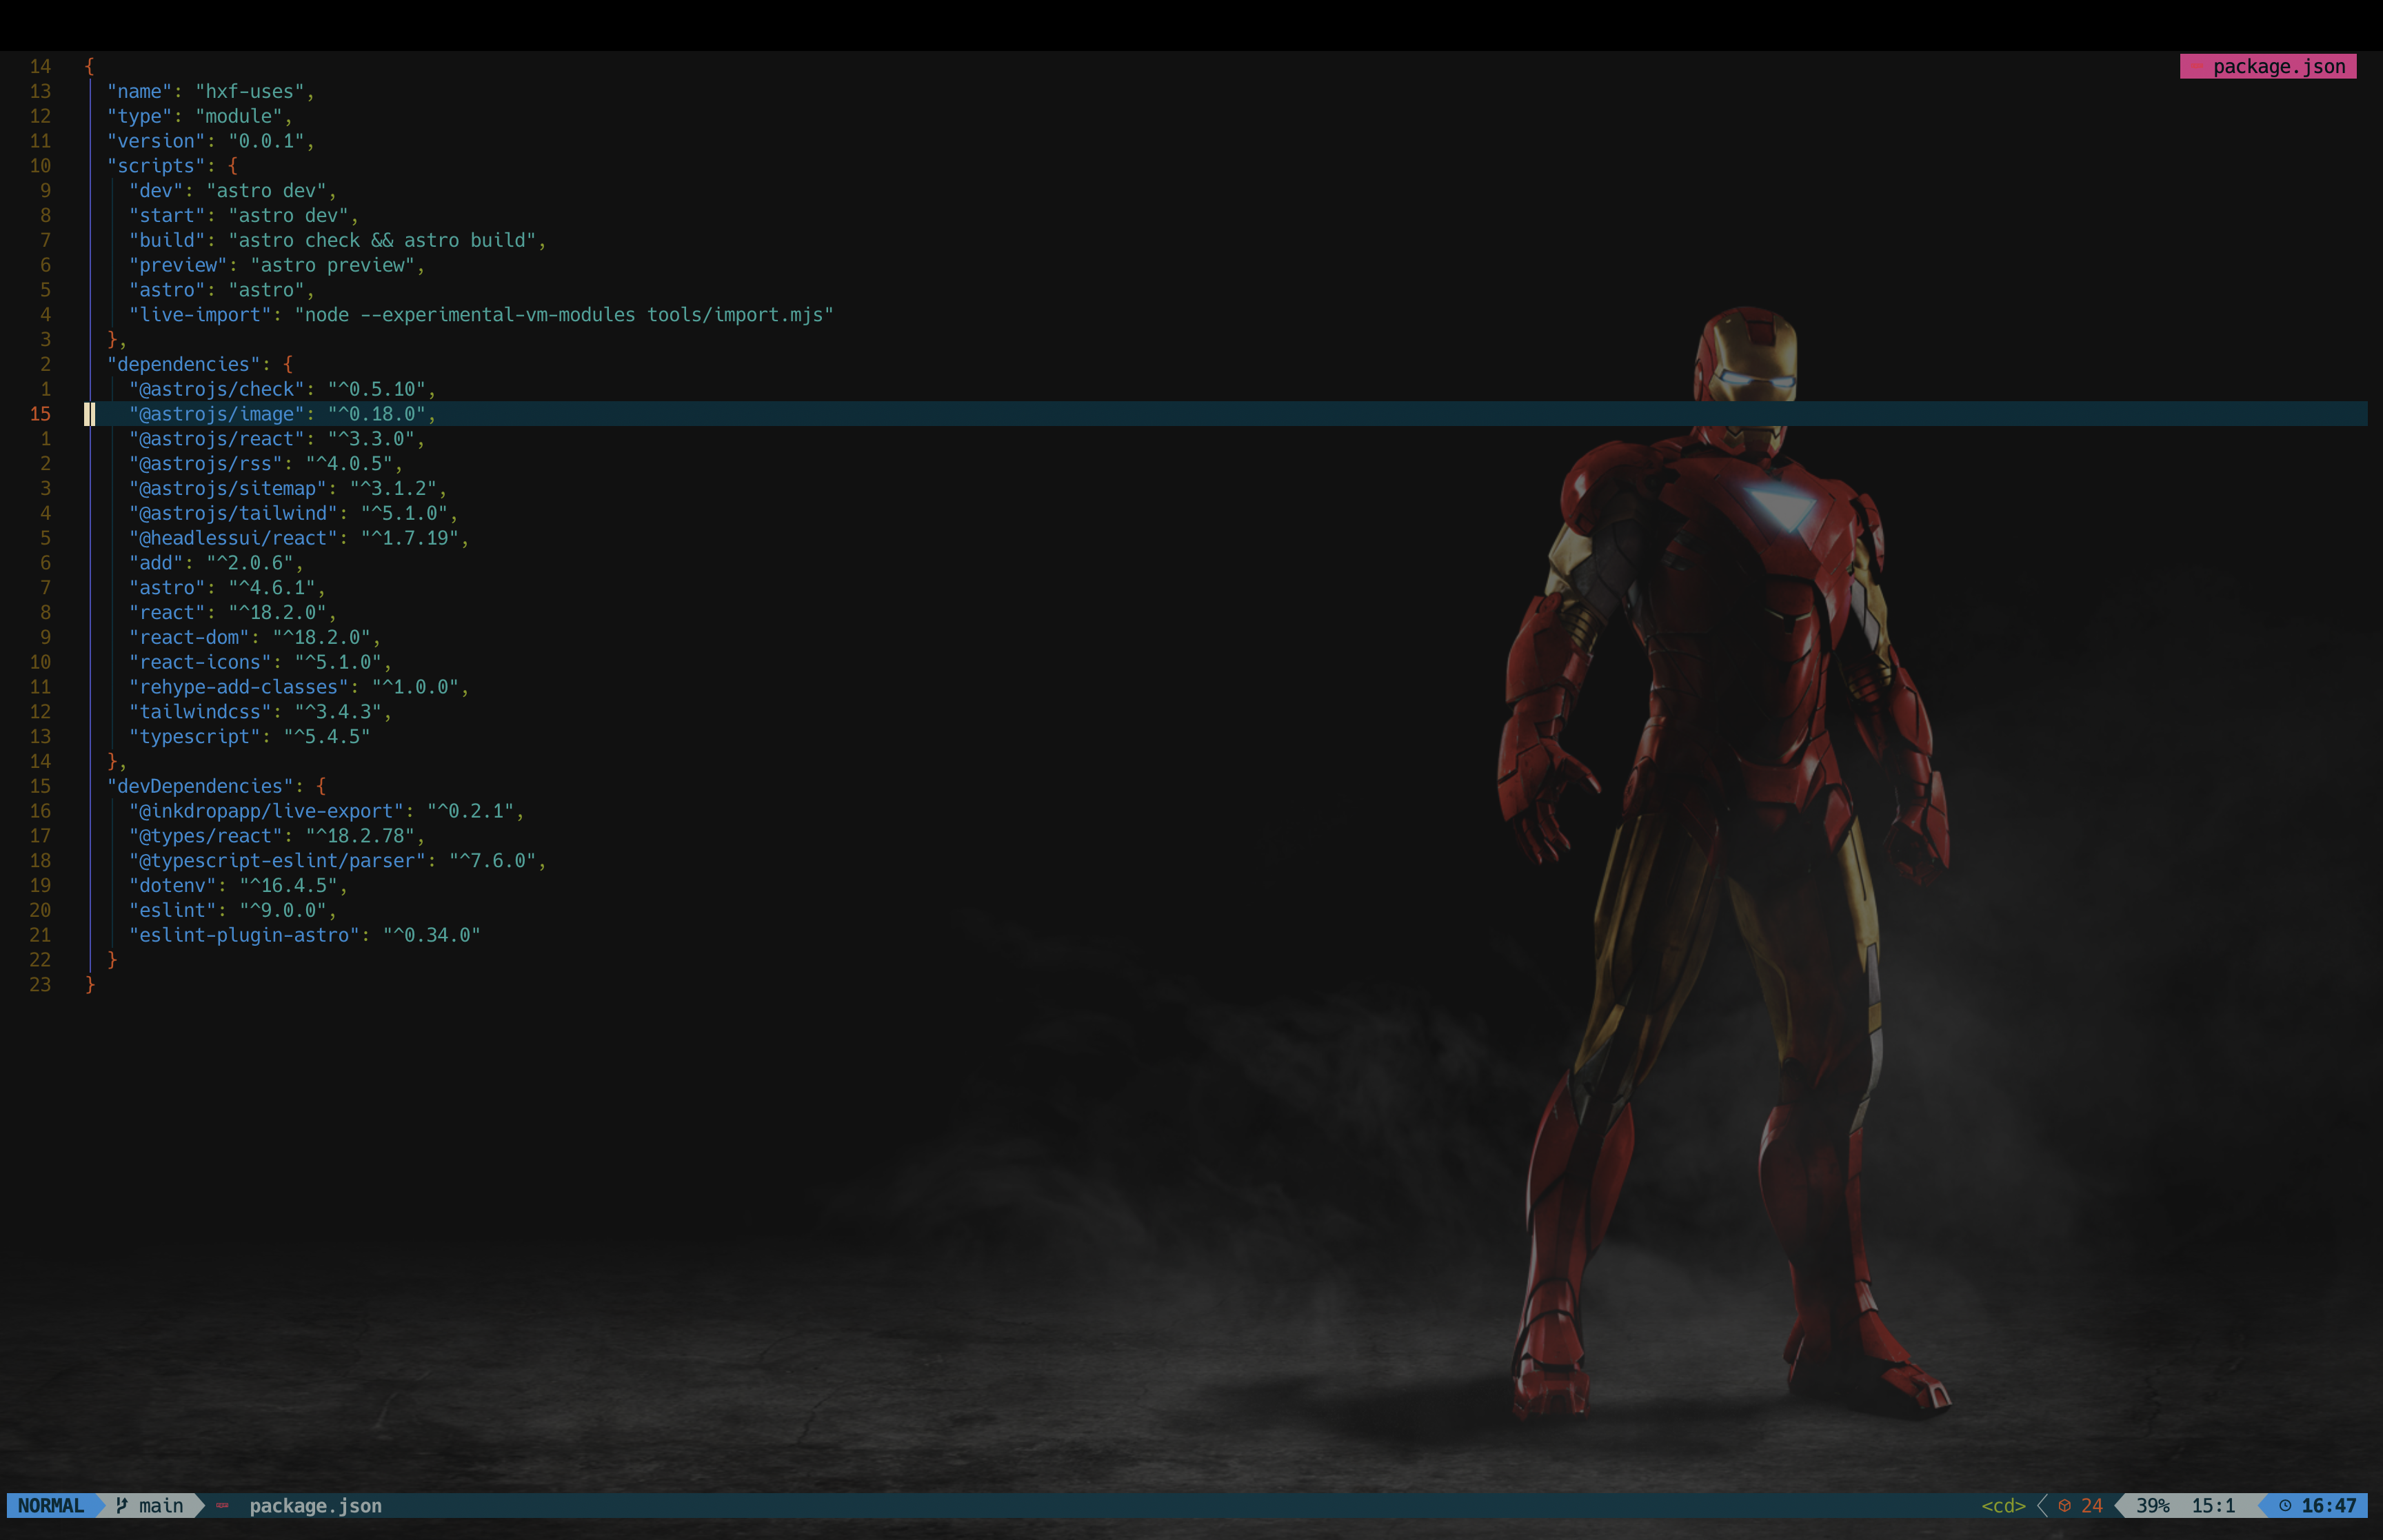 package.json
14 {
13 "name": "hxf-uses",
12 "type": "module",
11 "version": "0.0.1",
10 "scripts": {
9 "dev": "astro dev",
8 "start": "astro dev",
7 "build": "astro check && astro build",
6 "preview": "astro preview",
5 "astro": "astro",
4 "live-import": "node --experimental-vm-modules tools/import.mjs"
3 },
2 "dependencies": {
1 "@astrojs/check": "^0.5.10",
15 "@astrojs/image": "^0.18.0",
1 "@astrojs/react": "^3.3.0",
2 "@astrojs/rss": "^4.0.5",
3 "@astrojs/sitemap": "^3.1.2",
4 "@astrojs/tailwind": "^5.1.0",
5 "@headlessui/react": "^1.7.19",
6 "add": "^2.0.6",
7 "astro": "^4.6.1",
8 "react": "^18.2.0",
9 "react-dom": "^18.2.0",
10 "react-icons": "^5.1.0",
11 "rehype-add-classes": "^1.0.0",
12 "tailwindcss": "^3.4.3",
13 "typescript": "^5.4.5"
14 },
15 "devDependencies": {
16 "@inkdropapp/live-export": "^0.2.1",
17 "@types/react": "^18.2.78",
18 "@typescript-eslint/parser": "^7.6.0",
19 "dotenv": "^16.4.5",
20 "eslint": "^9.0.0",
21 "eslint-plugin-astro": "^0.34.0"
22 }
23 }
NORMAL main package.json <cd> 24 39% 15:1 16:47